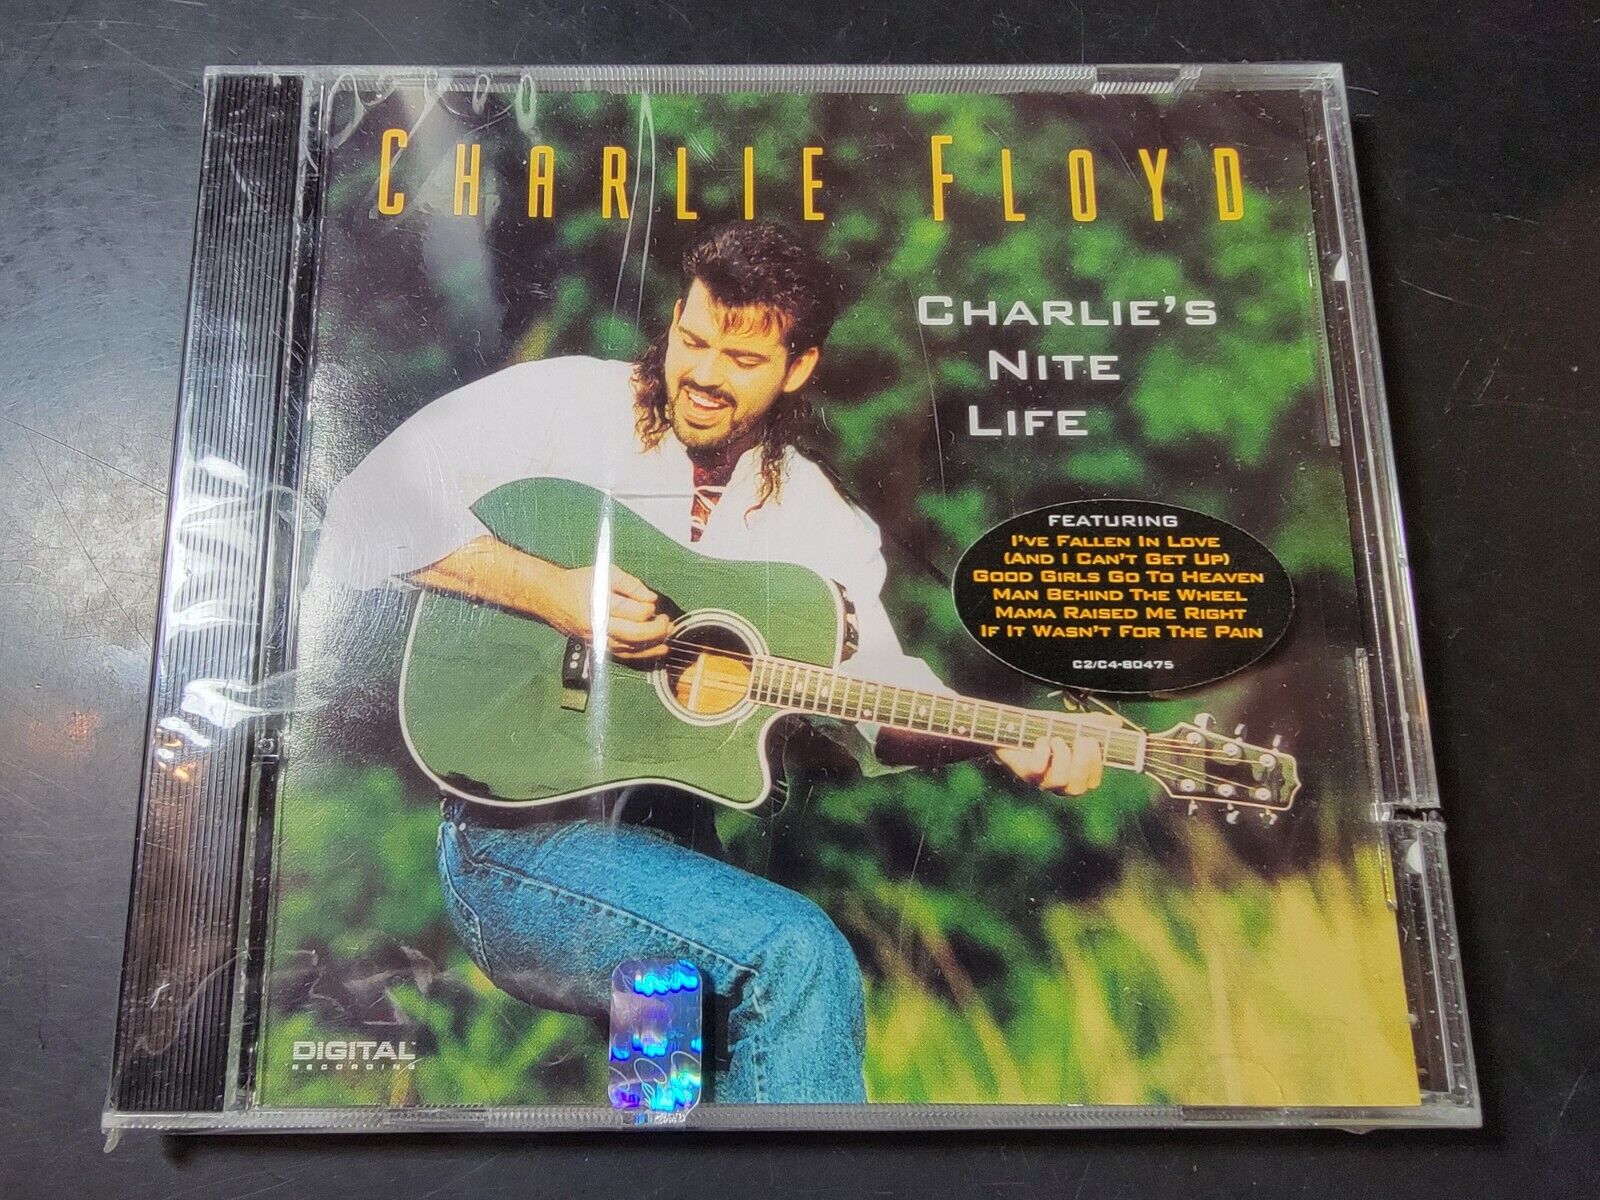 CHARLIE FLOYD
CHARLIE'S
NITE
LIFE
FEATURING
I'VE FALLEN IN LOVE
(AND I CAN'T GET UP)
GOOD GIRLS GO TO HEAVEN
MAN BEHIND THE WHEEL
MAMA RAISED ME RIGHT
IF IT WASN'T FOR THE PAIN
C2/C4-80475
DIGITAL™
RECORDING